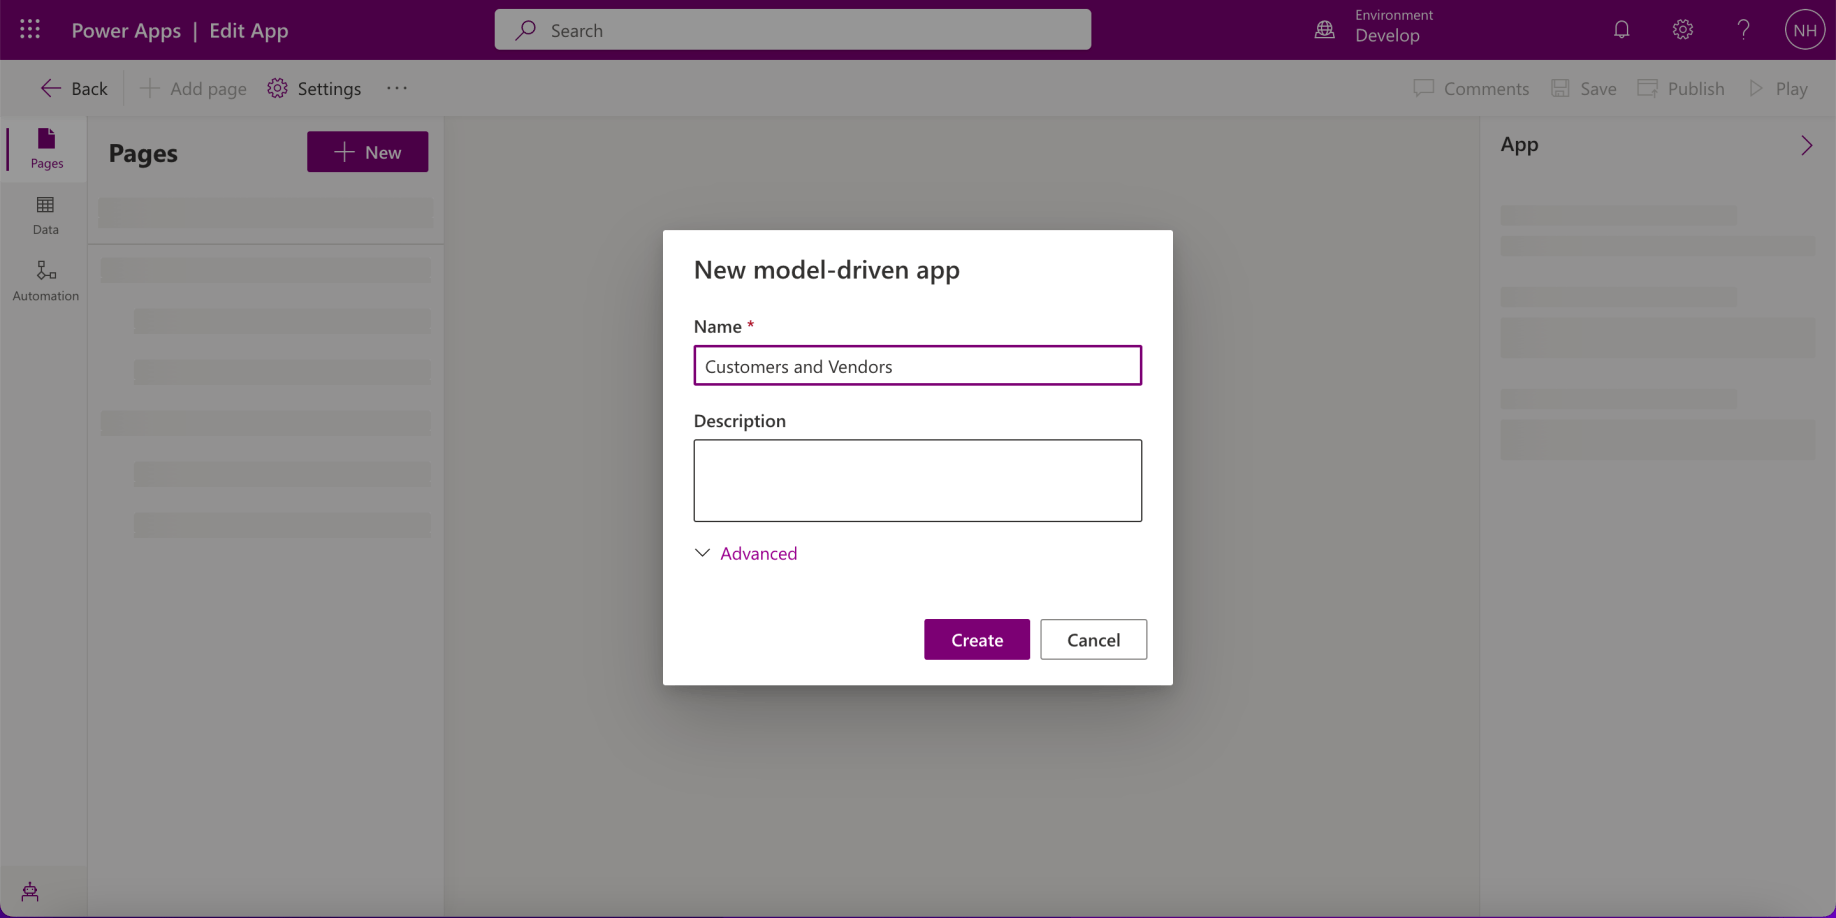 Power Apps | Edit App
Search
Environment
Develop
NH
Back
Add page
Settings
Comments
Save
Publish
Play
Pages
Data
Automation
Pages
New
App
New model-driven app
Name *
Customers and Vendors
Description
Advanced
Create
Cancel